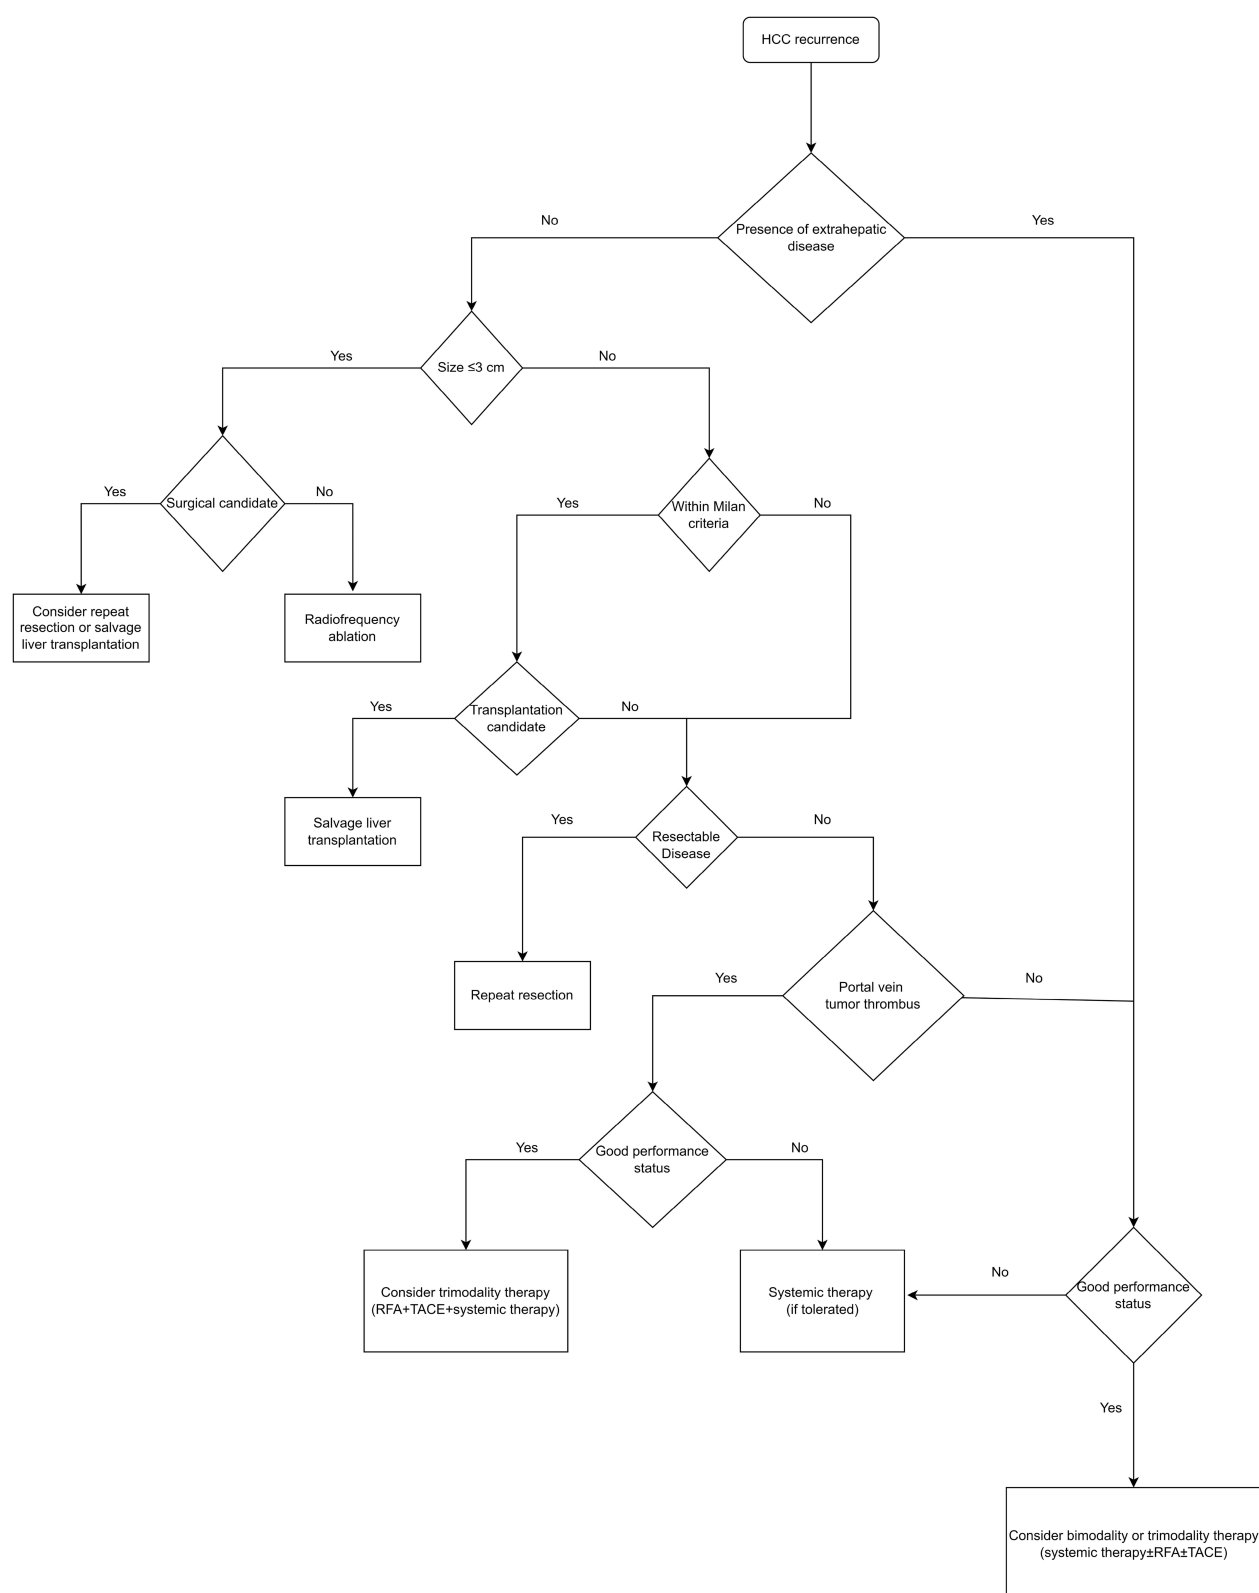 HCC recurrence
No
Presence of extrahepatic
disease
Yes
Yes
Size ≤3 cm
No
Yes
Surgical candidate
No
Yes
Within Milan
criteria
No
Consider repeat
resection or salvage
liver transplantation
Radiofrequency
ablation
Yes
Transplantation
candidate
No
Salvage liver
transplantation
Yes
Resectable
Disease
No
Repeat resection
Yes
Portal vein
tumor thrombus
No
Yes
Good performance
status
No
Consider trimodality therapy
(RFA+TACE+systemic therapy)
Systemic therapy
(if tolerated)
No
Good performance
status
Yes
Consider bimodality or trimodality therapy
(systemic therapy±RFA±TACE)